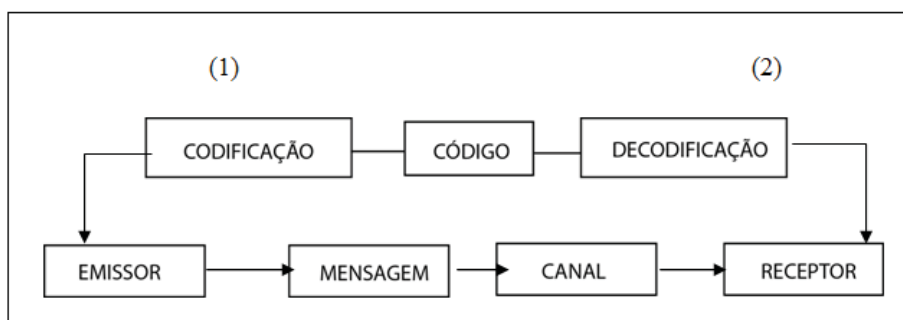 (1) (2)
CODIFICAÇÃO CÓDIGO DECODIFICAÇÃO
EMISSOR MENSAGEM CANAL RECEPTOR